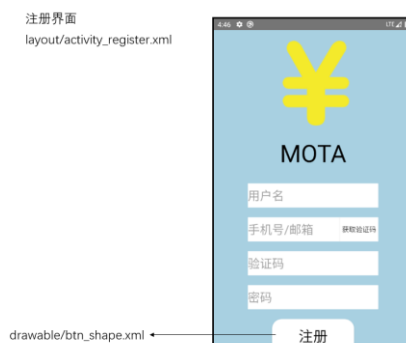 注册界面
layout/activity_register.xml
4:46
LTE
MOTA
用户名
手机号/邮箱 获取验证码
验证码
密码
注册
drawable/btn_shape.xml